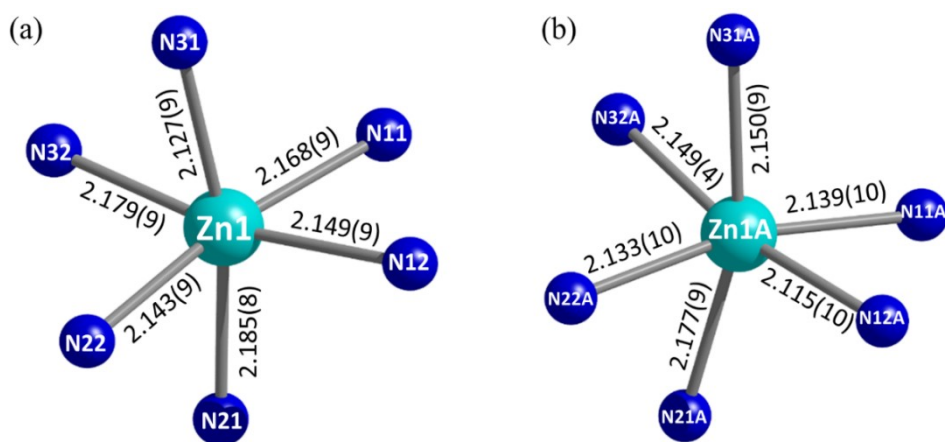 (a)
N31
2.127(9)
N11
2.168(9)
N32
2.179(9)
Zn1
2.149(9)
N12
N22
2.143(9)
2.185(8)
N21
(b)
N31A
2.150(9)
N32A
2.149(4)
N11A
2.139(10)
Zn1A
2.133(10)
N22A
2.115(10)
N12A
2.177(9)
N21A